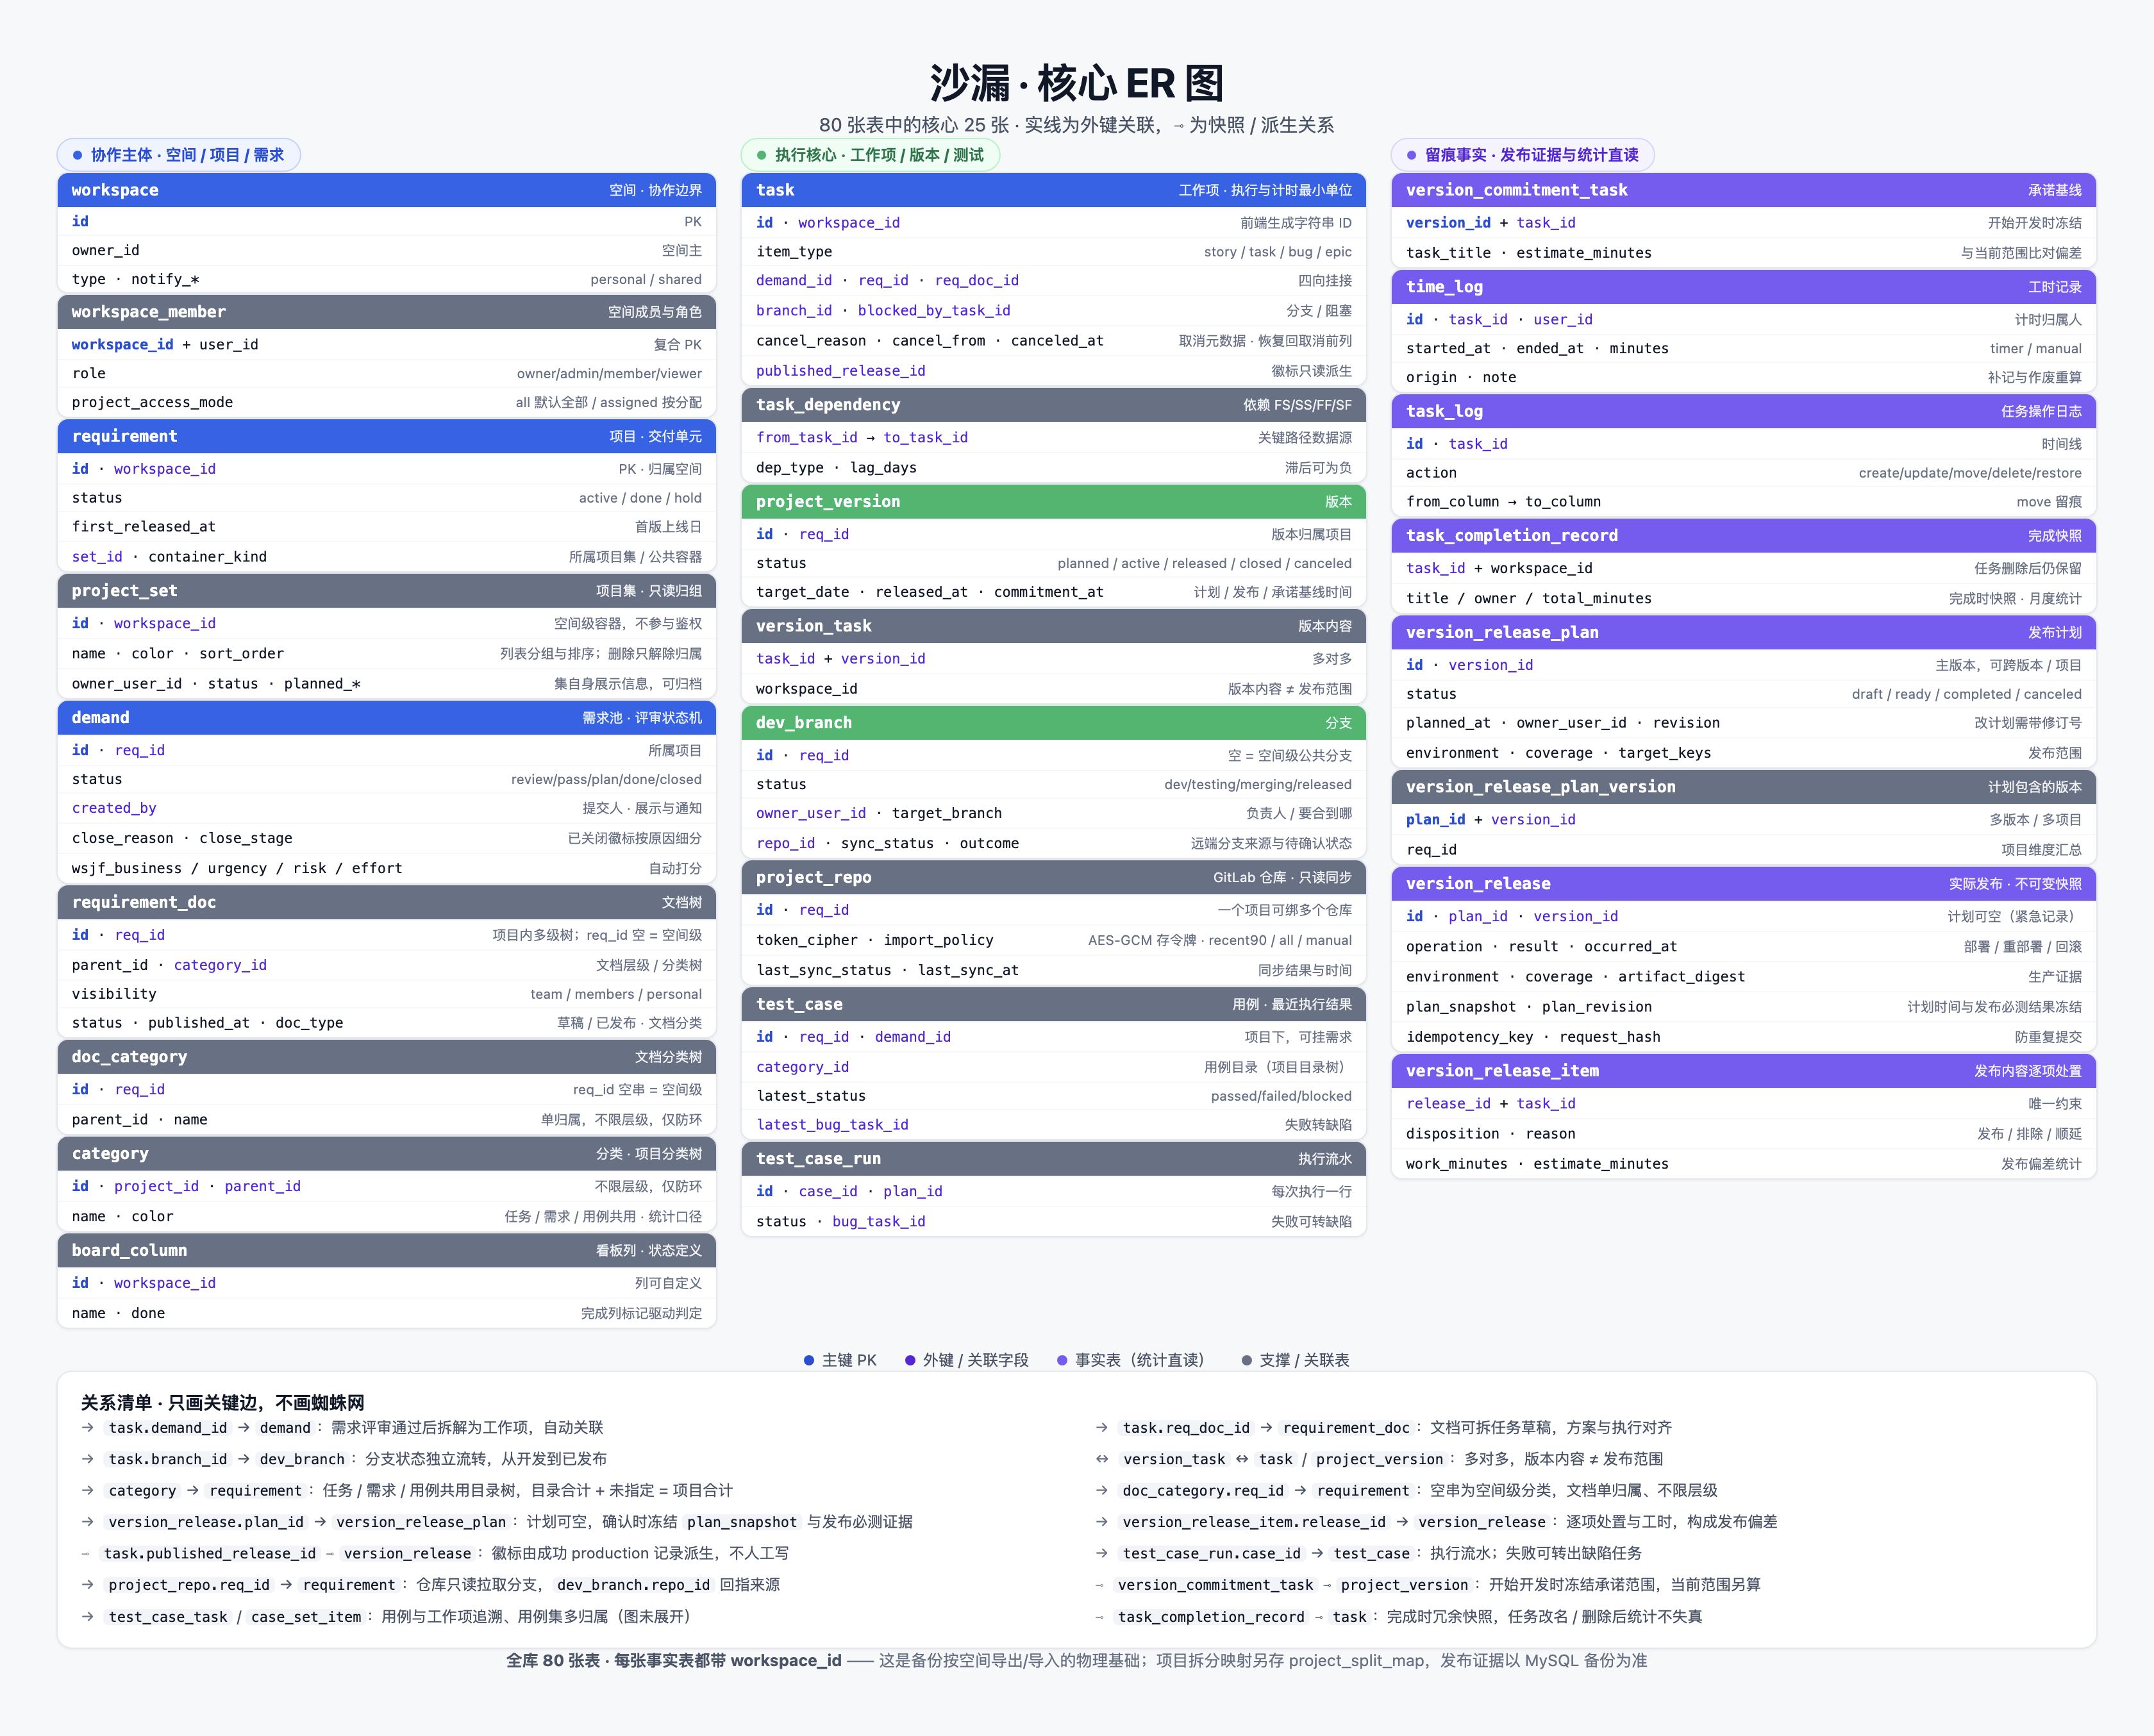 沙漏 · 核心 ER 图
80 张表中的核心 25 张 · 实线为外键关联，⇢ 为快照 / 派生关系
协作主体 · 空间 / 项目 / 需求
workspace 空间 · 协作边界
id PK
owner_id 空间主
type · notify_* personal / shared
workspace_member 空间成员与角色
workspace_id + user_id 复合 PK
role owner/admin/member/viewer
project_access_mode all 默认全部 / assigned 按分配
requirement 项目 · 交付单元
id · workspace_id PK · 归属空间
status active / done / hold
first_released_at 首版上线日
set_id · container_kind 所属项目集 / 公共容器
project_set 项目集 · 只读归组
id · workspace_id 空间级容器，不参与鉴权
name · color · sort_order 列表分组与排序；删除只解除归属
owner_user_id · status · planned_* 集自身展示信息，可归档
demand 需求池 · 评审状态机
id · req_id 所属项目
status review/pass/plan/done/closed
created_by 提交人 · 展示与通知
close_reason · close_stage 已关闭徽标按原因细分
wsjf_business / urgency / risk / effort 自动打分
requirement_doc 文档树
id · req_id 项目内多级树；req_id 空 = 空间级
parent_id · category_id 文档层级 / 分类树
visibility team / members / personal
status · published_at · doc_type 草稿 / 已发布 · 文档分类
doc_category 文档分类树
id · req_id req_id 空串 = 空间级
parent_id · name 单归属，不限层级，仅防环
category 分类 · 项目分类树
id · project_id · parent_id 不限层级，仅防环
name · color 任务 / 需求 / 用例共用 · 统计口径
board_column 看板列 · 状态定义
id · workspace_id 列可自定义
name · done 完成列标记驱动判定
执行核心 · 工作项 / 版本 / 测试
task 工作项 · 执行与计时最小单位
id · workspace_id 前端生成字符串 ID
item_type story / task / bug / epic
demand_id · req_id · req_doc_id 四向挂接
branch_id · blocked_by_task_id 分支 / 阻塞
cancel_reason · cancel_from · canceled_at 取消元数据 · 恢复回取消前列
published_release_id 徽标只读派生
task_dependency 依赖 FS/SS/FF/SF
from_task_id → to_task_id 关键路径数据源
dep_type · lag_days 滞后可为负
project_version 版本
id · req_id 版本归属项目
status planned / active / released / closed / canceled
target_date · released_at · commitment_at 计划 / 发布 / 承诺基线时间
version_task 版本内容
task_id + version_id 多对多
workspace_id 版本内容 ≠ 发布范围
dev_branch 分支
id · req_id 空 = 空间级公共分支
status dev/testing/merging/released
owner_user_id · target_branch 负责人 / 要合到哪
repo_id · sync_status · outcome 远端分支来源与待确认状态
project_repo GitLab 仓库 · 只读同步
id · req_id 一个项目可绑多个仓库
token_cipher · import_policy AES-GCM 存令牌 · recent90 / all / manual
last_sync_status · last_sync_at 同步结果与时间
test_case 用例 · 最近执行结果
id · req_id · demand_id 项目下，可挂需求
category_id 用例目录（项目目录树）
latest_status passed/failed/blocked
latest_bug_task_id 失败转缺陷
test_case_run 执行流水
id · case_id · plan_id 每次执行一行
status · bug_task_id 失败可转缺陷
留痕事实 · 发布证据与统计直读
version_commitment_task 承诺基线
version_id + task_id 开始开发时冻结
task_title · estimate_minutes 与当前范围比对偏差
time_log 工时记录
id · task_id · user_id 计时归属人
started_at · ended_at · minutes timer / manual
origin · note 补记与作废重算
task_log 任务操作日志
id · task_id 时间线
action create/update/move/delete/restore
from_column → to_column move 留痕
task_completion_record 完成快照
task_id + workspace_id 任务删除后仍保留
title / owner / total_minutes 完成时快照 · 月度统计
version_release_plan 发布计划
id · version_id 主版本，可跨版本 / 项目
status draft / ready / completed / canceled
planned_at · owner_user_id · revision 改计划需带修订号
environment · coverage · target_keys 发布范围
version_release_plan_version 计划包含的版本
plan_id + version_id 多版本 / 多项目
req_id 项目维度汇总
version_release 实际发布 · 不可变快照
id · plan_id · version_id 计划可空（紧急记录）
operation · result · occurred_at 部署 / 重部署 / 回滚
environment · coverage · artifact_digest 生产证据
plan_snapshot · plan_revision 计划时间与发布必测结果冻结
idempotency_key · request_hash 防重复提交
version_release_item 发布内容逐项处置
release_id + task_id 唯一约束
disposition · reason 发布 / 排除 / 顺延
work_minutes · estimate_minutes 发布偏差统计
主键 PK 外键 / 关联字段 事实表（统计直读） 支撑 / 关联表
关系清单 · 只画关键边，不画蜘蛛网
→ task.demand_id → demand：需求评审通过后拆解为工作项，自动关联
→ task.req_doc_id → requirement_doc：文档可拆任务草稿，方案与执行对齐
→ task.branch_id → dev_branch：分支状态独立流转，从开发到已发布
↔ version_task ↔ task / project_version：多对多，版本内容 ≠ 发布范围
→ category → requirement：任务 / 需求 / 用例共用目录树，目录合计 + 未指定 = 项目合计
→ doc_category.req_id → requirement：空串为空间级分类，文档单归属、不限层级
→ version_release.plan_id → version_release_plan：计划可空，确认时冻结 plan_snapshot 与发布必测证据
→ version_release_item.release_id → version_release：逐项处置与工时，构成发布偏差
⇢ task.published_release_id ⇢ version_release：徽标由成功 production 记录派生，不人工写
→ test_case_run.case_id → test_case：执行流水；失败可转出缺陷任务
→ project_repo.req_id → requirement：仓库只读拉取分支，dev_branch.repo_id 回指来源
⇢ version_commitment_task ⇢ project_version：开始开发时冻结承诺范围，当前范围另算
→ test_case_task / case_set_item：用例与工作项追溯、用例集多归属（图未展开）
⇢ task_completion_record ⇢ task：完成时冗余快照，任务改名 / 删除后统计不失真
全库 80 张表 · 每张事实表都带 workspace_id —— 这是备份按空间导出/导入的物理基础；项目拆分映射另存 project_split_map，发布证据以 MySQL 备份为准